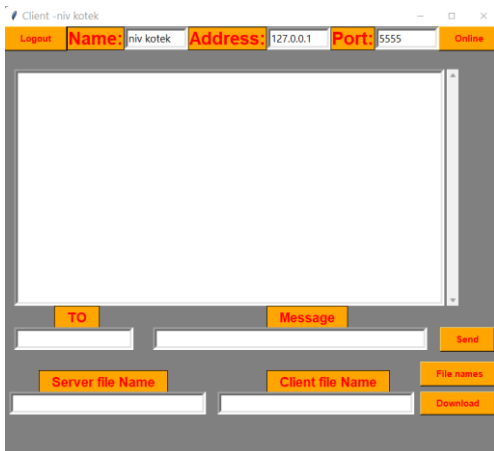 Client -niv kotek
Logout Name: niv kotek Address: 127.0.0.1 Port: 5555 Online
TO Message
Send
File names
Server file Name Client file Name
Download